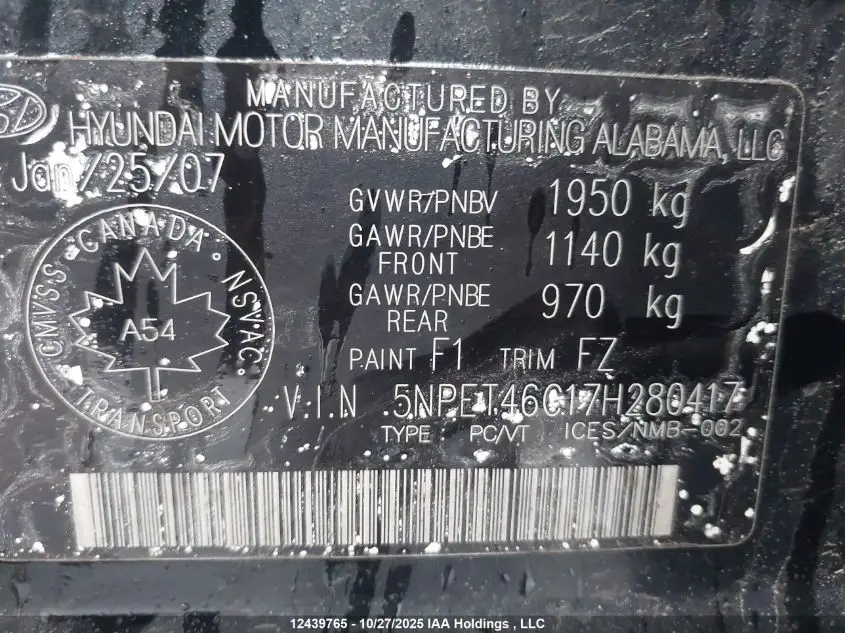 MANUFACTURED BY
HYUNDAI MOTOR MANUFACTURING ALABAMA, LLC
Jan/25/07
GVWR/PNBV 1950 kg
GAWR/PNBE FRONT 1140 kg
GAWR/PNBE REAR 970 kg
CANADA
CMVSS
NSVAC
A54
TRANSPORT
PAINT F1 TRIM FZ
V.I.N 5NPET46C17H280417
TYPE PC/VT ICES/NMB-002
12439765 - 10/27/2025 IAA Holdings , LLC